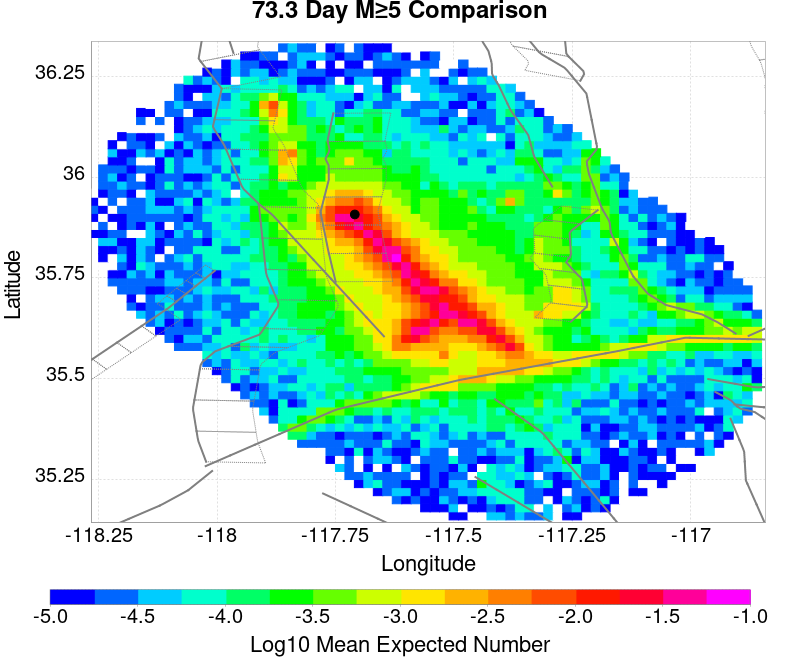 73.3 Day M≥5 Comparison
36.25
36
35.75
35.5
35.25
Latitude
-118.25 -118 -117.75 -117.5 -117.25 -117
Longitude
-5.0 -4.5 -4.0 -3.5 -3.0 -2.5 -2.0 -1.5 -1.0
Log10 Mean Expected Number